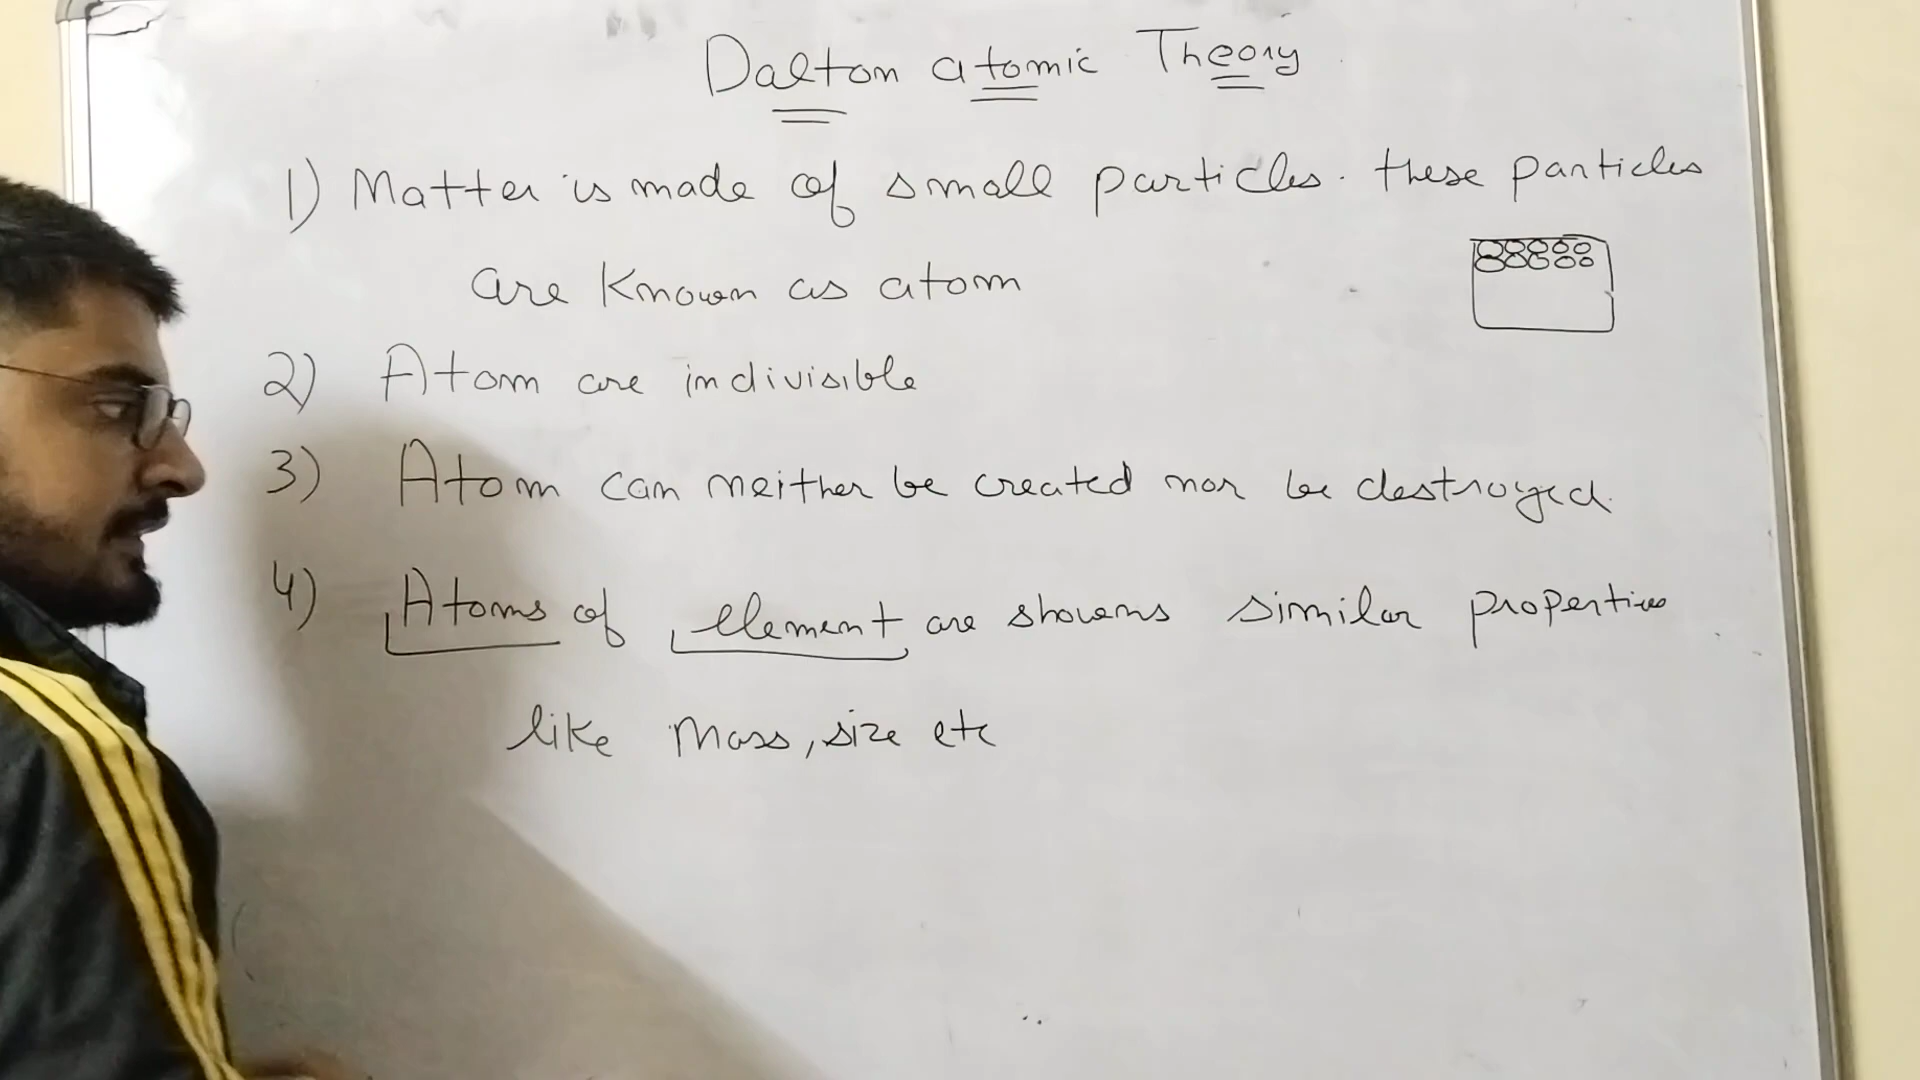 Dalton atomic Theory
1) Matter is made of small particles. these particles
are known as atom
2) Atom are indivisible
3) Atom can neither be created nor be destroyed.
4) Atoms of element are showns similar properties
like mass, size etc